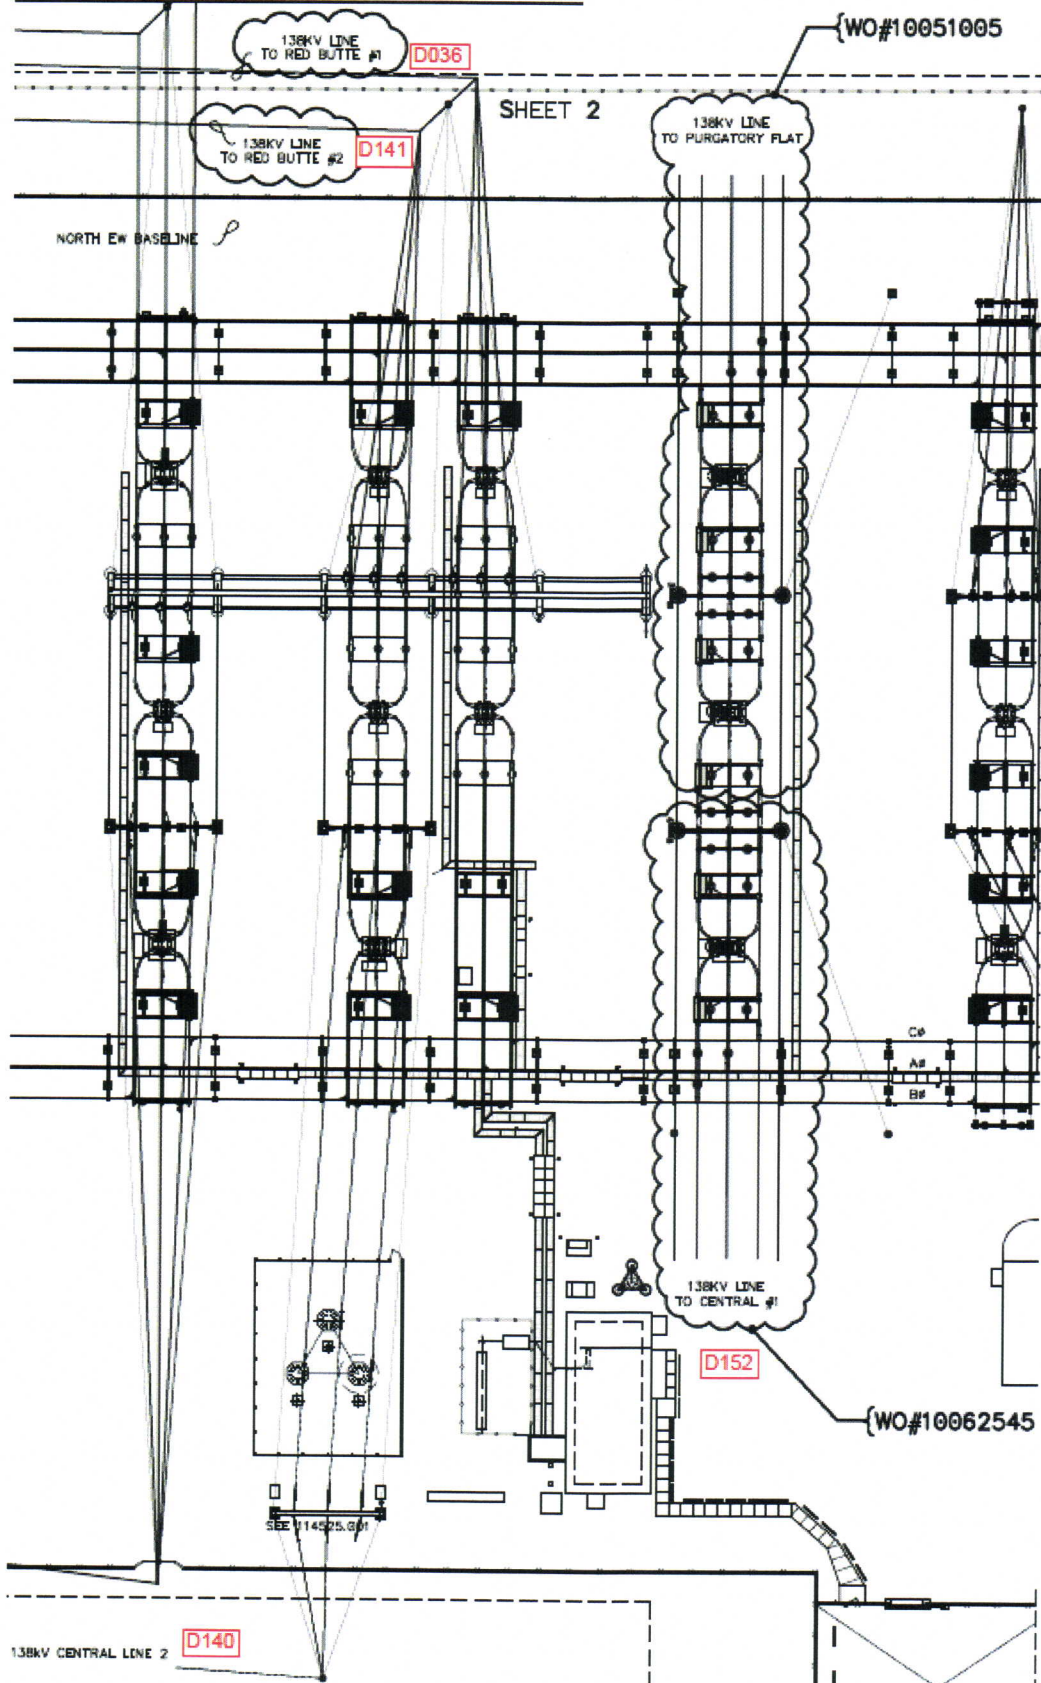 {WO#10051005
138KV LINE
TO RED BUTTE #1
D036
SHEET 2
138KV LINE
TO PURGATORY FLAT
138KV LINE
TO RED BUTTE #2
D141
NORTH EW BASELINE
CØ
AØ
BØ
138KV LINE
TO CENTRAL #1
D152
{WO#10062545
SEE 114525.G01
138kV CENTRAL LINE 2
D140